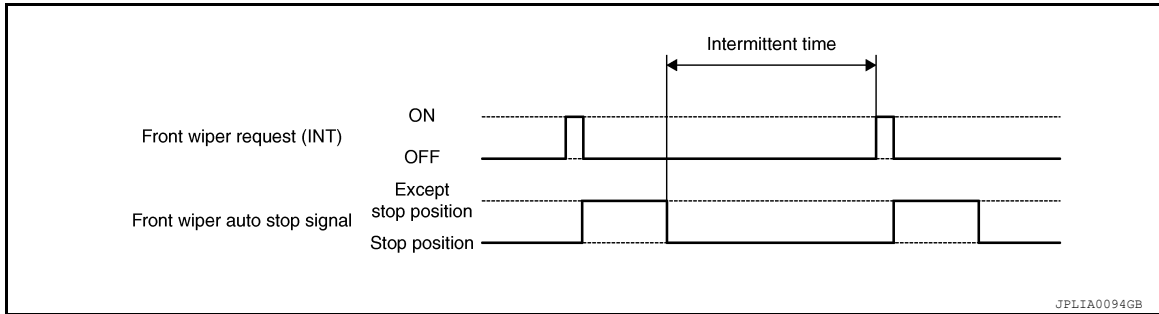 Intermittent time
ON
Front wiper request (INT)
OFF
Except
stop position
Front wiper auto stop signal
Stop position
JPLIA0094GB